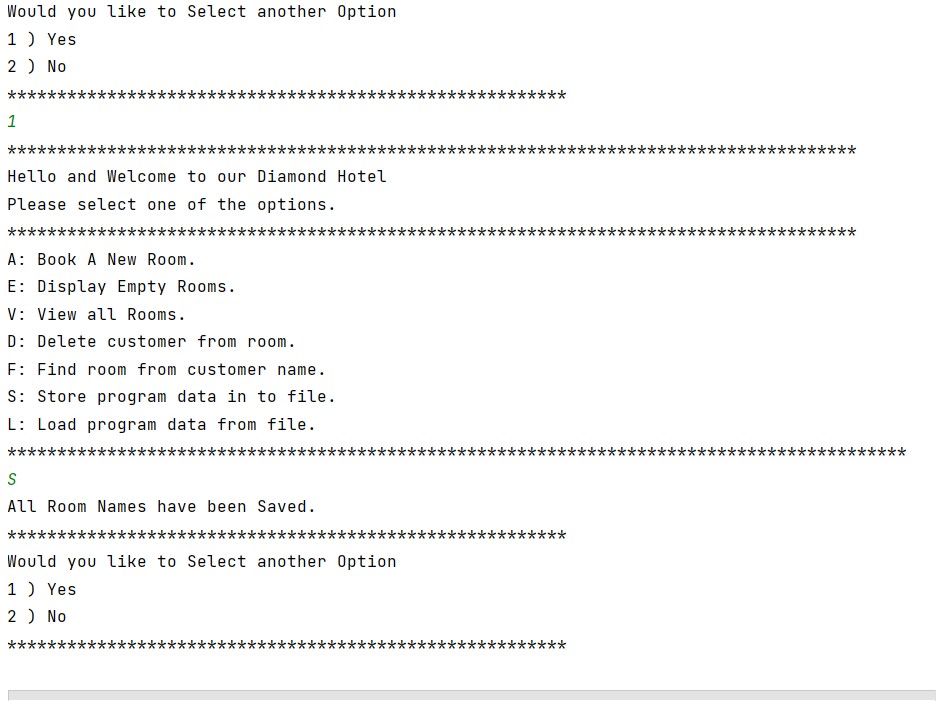 Would you like to Select another Option
1 ) Yes
2 ) No
********************************************************
1
*************************************************************************************
Hello and Welcome to our Diamond Hotel
Please select one of the options.
*************************************************************************************
A: Book A New Room.
E: Display Empty Rooms.
V: View all Rooms.
D: Delete customer from room.
F: Find room from customer name.
S: Store program data in to file.
L: Load program data from file.
******************************************************************************************
S
All Room Names have been Saved.
********************************************************
Would you like to Select another Option
1 ) Yes
2 ) No
********************************************************